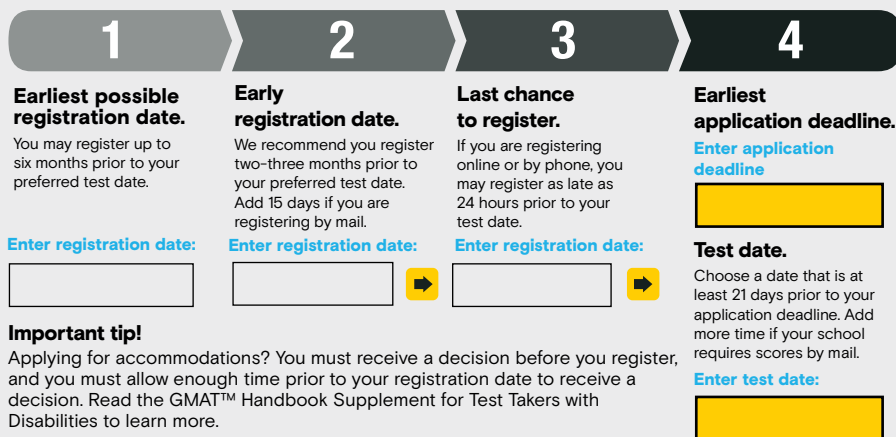 1
2
3
4
Earliest possible
registration date.
You may register up to
six months prior to your
preferred test date.
Enter registration date:
Early
registration date.
We recommend you register
two-three months prior to
your preferred test date.
Add 15 days if you are
registering by mail.
Enter registration date:
Last chance
to register.
If you are registering
online or by phone, you
may register as late as
24 hours prior to your
test date.
Enter registration date:
Earliest
application deadline.
Enter application
deadline
Test date.
Choose a date that is at
least 21 days prior to your
application deadline. Add
more time if your school
requires scores by mail.
Enter test date:
Important tip!
Applying for accommodations? You must receive a decision before you register,
and you must allow enough time prior to your registration date to receive a
decision. Read the GMAT™ Handbook Supplement for Test Takers with
Disabilities to learn more.